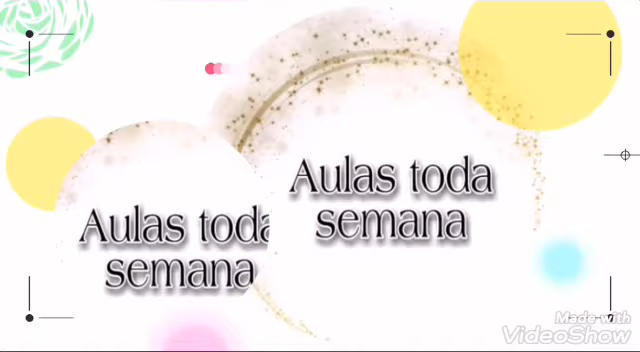 Aulas toda
semana
Aulas toda
semana
Made with
VideoShow